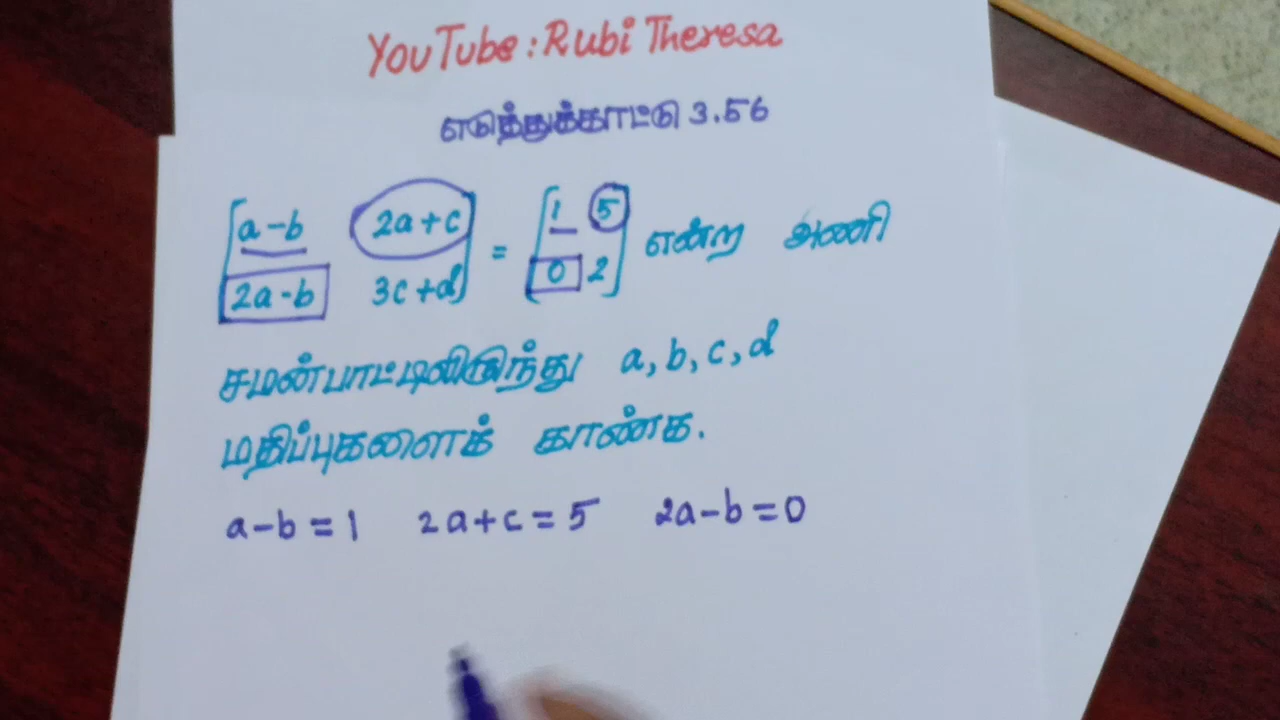 YouTube : Rubi Theresa
எடுத்துக்காட்டு 3.56
[a-b 2a+c] = [1 5] என்ற அணி
[2a-b 3c+d] [0 2]
சமன்பாட்டிலிருந்து a, b, c, d
மதிப்புகளைக் காண்க.
a-b=1 2a+c=5 2a-b=0